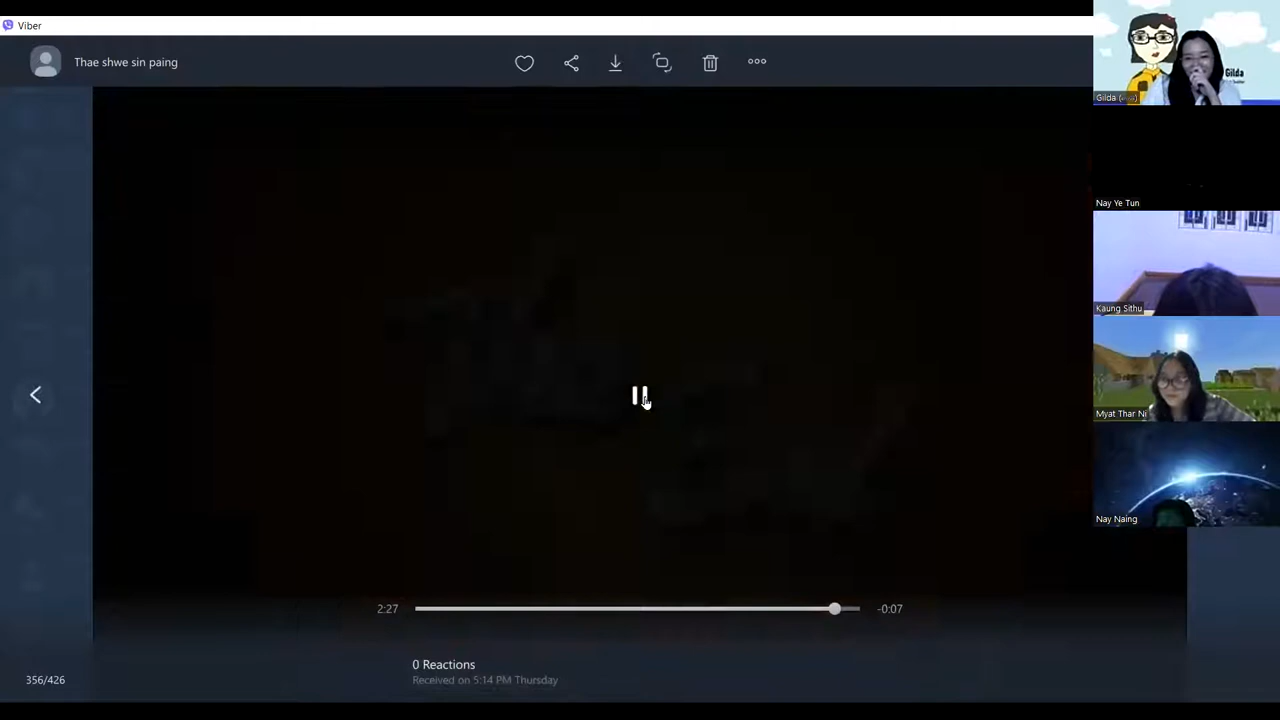 Viber
Thae shwe sin paing
Gilda
Gilda
Nay Ye Tun
Kaung Sithu
Myat Thar Ni
Nay Naing
2:27
-0:07
0 Reactions
Received on 5:14 PM Thursday
356/426